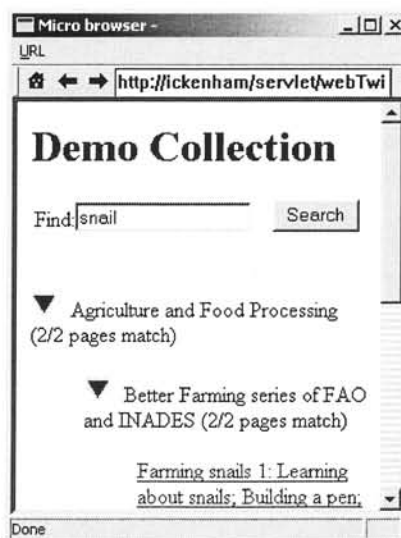 Micro browser -
URL
http://ickenham/servlet/webTwi
Demo Collection
Find: snail Search
Agriculture and Food Processing
(2/2 pages match)
Better Farming series of FAO
and INADES (2/2 pages match)
Farming snails 1: Learning
about snails; Building a pen;
Done